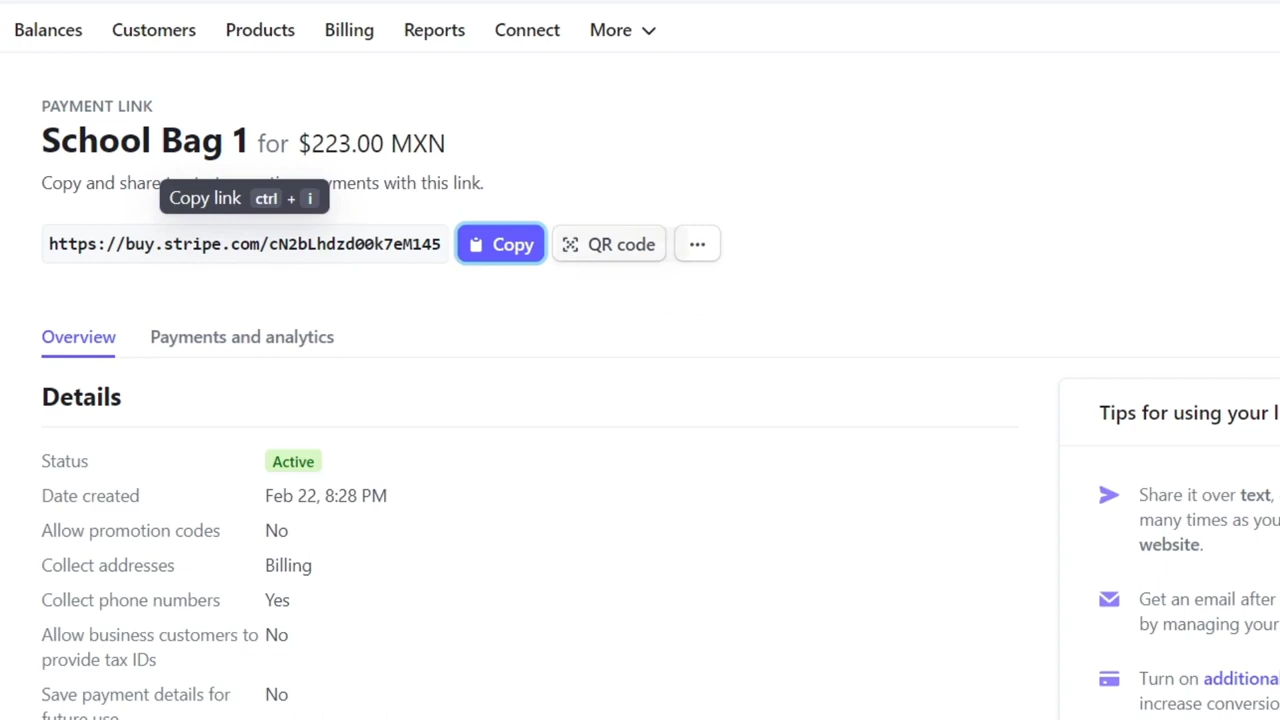 Balances Customers Products Billing Reports Connect More
PAYMENT LINK
School Bag 1 for $223.00 MXN
Copy and share
ments with this link.
Copy link ctrl + i
https://buy.stripe.com/cN2bLhdzd00k7eM145 Copy QR code ...
Overview Payments and analytics
Details
Tips for using your
Status Active
Date created Feb 22, 8:28 PM
Allow promotion codes No
Collect addresses Billing
Collect phone numbers Yes
Allow business customers to No
provide tax IDs
Save payment details for No
future use
Share it over text,
many times as you
website.
Get an email after
by managing your
Turn on additional
increase conversio